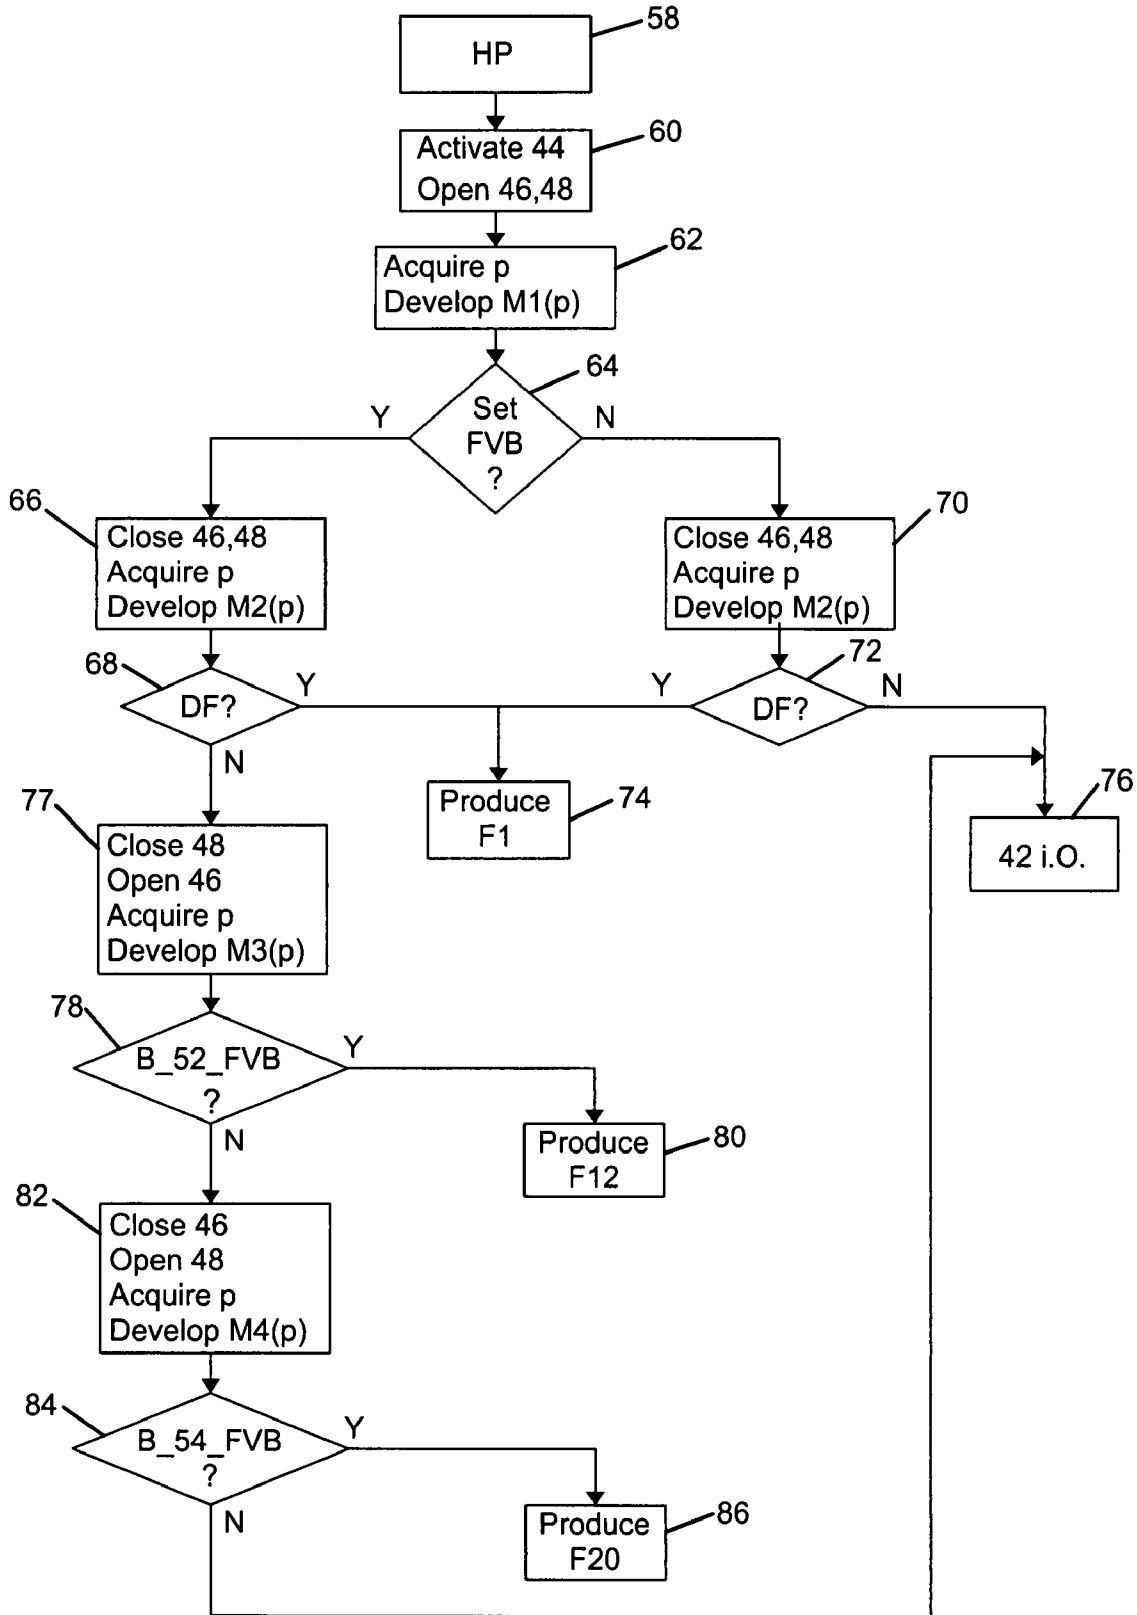 58
HP
60
Activate 44
Open 46,48
62
Acquire p
Develop M1(p)
64
Y
Set
FVB
?
N
66
Close 46,48
Acquire p
Develop M2(p)
70
Close 46,48
Acquire p
Develop M2(p)
68
DF?
Y
N
72
Y
DF?
N
74
Produce
F1
76
42 i.O.
77
Close 48
Open 46
Acquire p
Develop M3(p)
78
B_52_FVB
?
Y
N
80
Produce
F12
82
Close 46
Open 48
Acquire p
Develop M4(p)
84
B_54_FVB
?
Y
N
86
Produce
F20